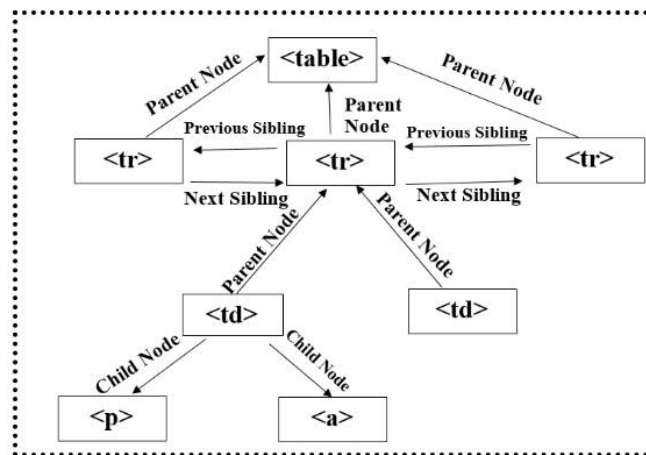 <table>
Parent Node
Parent Node
Parent
Node
Previous Sibling
Previous Sibling
<tr>
<tr>
<tr>
Next Sibling
Next Sibling
Parent Node
Parent Node
<td>
<td>
Child Node
Child Node
<p>
<a>